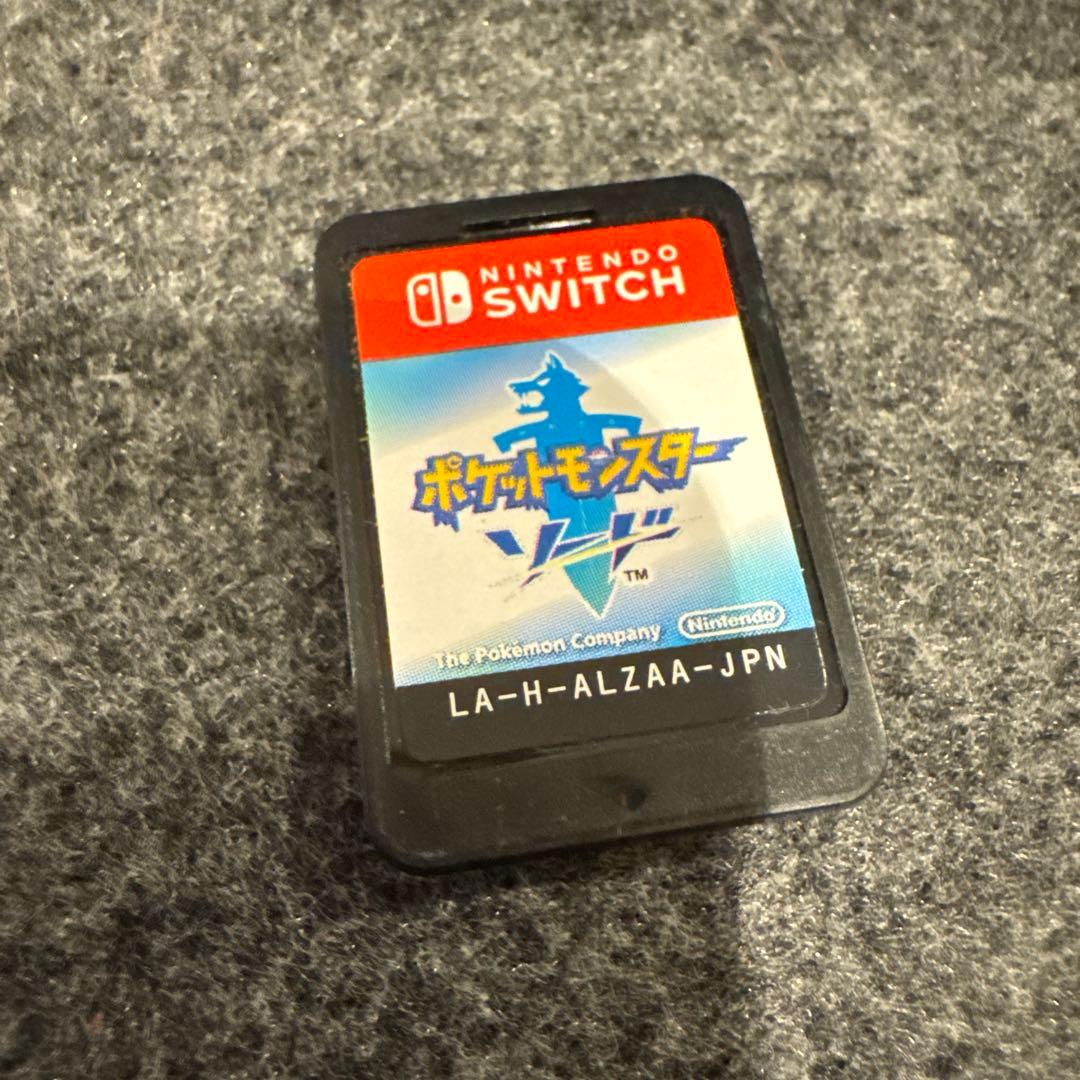 NINTENDO
SWITCH
ポケットモンスター
ソード
TM
The Pokémon Company
Nintendo
LA-H-ALZAA-JPN